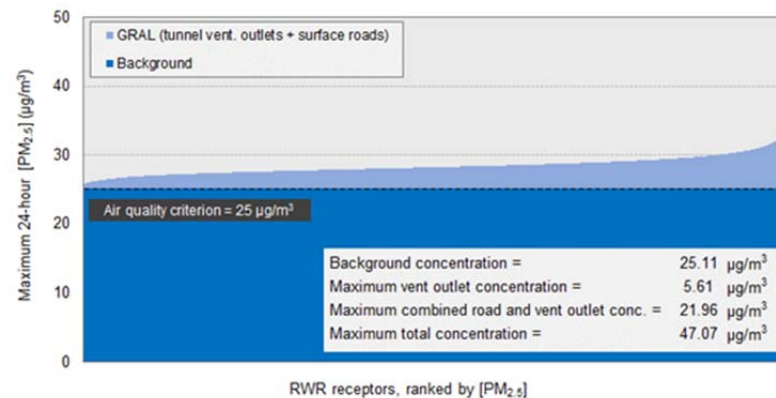 50
40
30
20
10
0
Maximum 24-hour [PM2.5] (µg/m³)
GRAL (tunnel vent. outlets + surface roads)
Background
Air quality criterion = 25 µg/m³
Background concentration = 25.11 µg/m³
Maximum vent outlet concentration = 5.61 µg/m³
Maximum combined road and vent outlet conc. = 21.96 µg/m³
Maximum total concentration = 47.07 µg/m³
RWR receptors, ranked by [PM2.5]